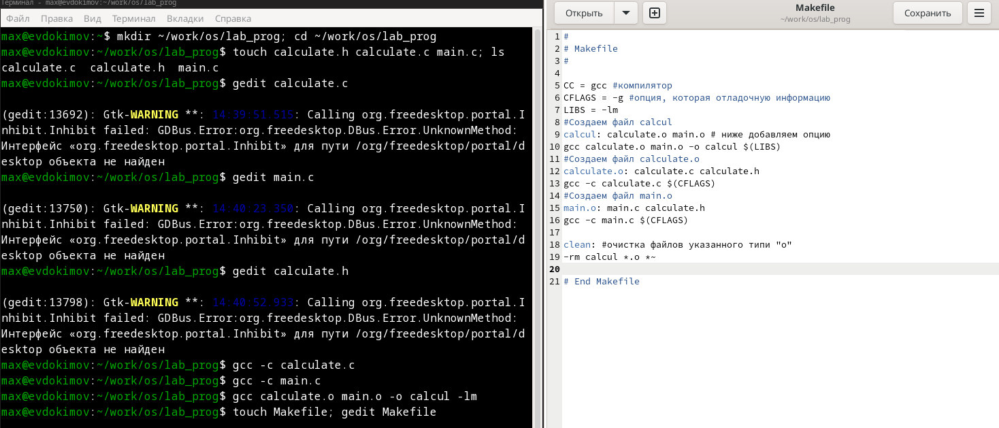 Терминал - max@evdokimov:~/work/os/lab_prog
Файл Правка Вид Терминал Вкладки Справка
max@evdokimov:~$ mkdir ~/work/os/lab_prog; cd ~/work/os/lab_prog
max@evdokimov:~/work/os/lab_prog$ touch calculate.h calculate.c main.c; ls
calculate.c  calculate.h  main.c
max@evdokimov:~/work/os/lab_prog$ gedit calculate.c
(gedit:13692): Gtk-WARNING **: 14:39:51.515: Calling org.freedesktop.portal.I
nhibit.Inhibit failed: GDBus.Error:org.freedesktop.DBus.Error.UnknownMethod:
Интерфейс «org.freedesktop.portal.Inhibit» для пути /org/freedesktop/portal/d
esktop объекта не найден
max@evdokimov:~/work/os/lab_prog$ gedit main.c
(gedit:13750): Gtk-WARNING **: 14:40:23.350: Calling org.freedesktop.portal.I
nhibit.Inhibit failed: GDBus.Error:org.freedesktop.DBus.Error.UnknownMethod:
Интерфейс «org.freedesktop.portal.Inhibit» для пути /org/freedesktop/portal/d
esktop объекта не найден
max@evdokimov:~/work/os/lab_prog$ gedit calculate.h
(gedit:13798): Gtk-WARNING **: 14:40:52.933: Calling org.freedesktop.portal.I
nhibit.Inhibit failed: GDBus.Error:org.freedesktop.DBus.Error.UnknownMethod:
Интерфейс «org.freedesktop.portal.Inhibit» для пути /org/freedesktop/portal/d
esktop объекта не найден
max@evdokimov:~/work/os/lab_prog$ gcc -c calculate.c
max@evdokimov:~/work/os/lab_prog$ gcc -c main.c
max@evdokimov:~/work/os/lab_prog$ gcc calculate.o main.o -o calcul -lm
max@evdokimov:~/work/os/lab_prog$ touch Makefile; gedit Makefile
Открыть
Makefile
~/work/os/lab_prog
Сохранить
1 #
2 # Makefile
3 #
4
5 CC = gcc #компилятор
6 CFLAGS = -g #опция, которая отладочную информацию
7 LIBS = -lm
8 #Создаем файл calcul
9 calcul: calculate.o main.o # ниже добавляем опцию
10 gcc calculate.o main.o -o calcul $(LIBS)
11 #Создаем файл calculate.o
12 calculate.o: calculate.c calculate.h
13 gcc -c calculate.c $(CFLAGS)
14 #Создаем файл main.o
15 main.o: main.c calculate.h
16 gcc -c main.c $(CFLAGS)
17
18 clean: #очистка файлов указанного типи "о"
19 -rm calcul *.o *~
20
21 # End Makefile